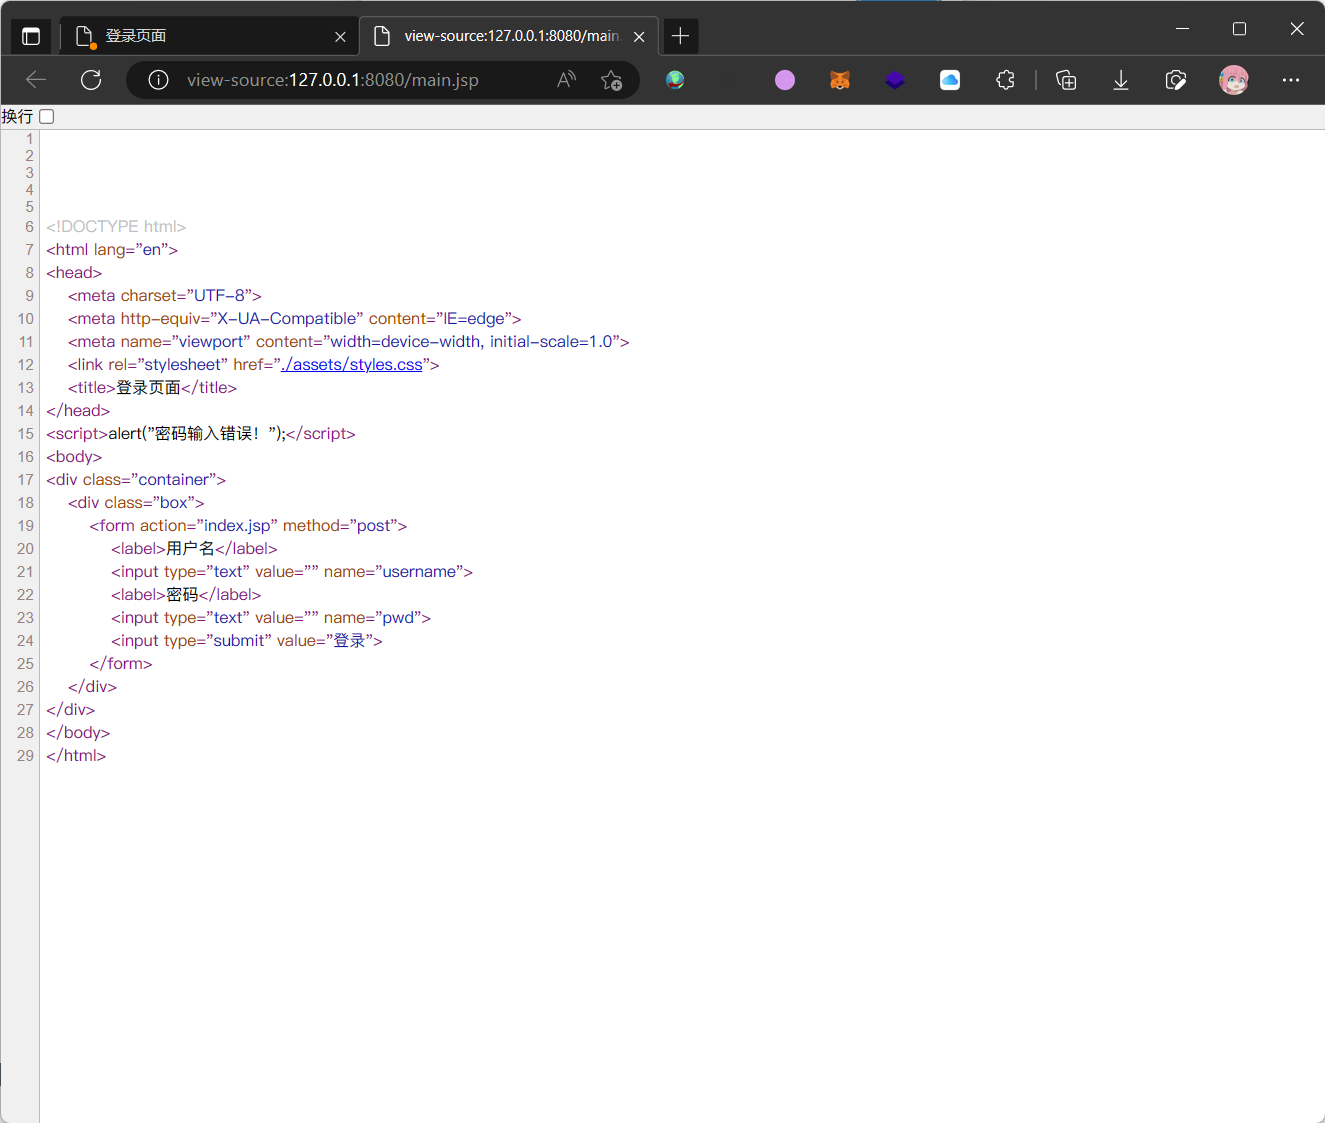 登录页面
view-source:127.0.0.1:8080/main.
view-source:127.0.0.1:8080/main.jsp
换行
1
2
3
4
5
6 <!DOCTYPE html>
7 <html lang="en">
8 <head>
9 <meta charset="UTF-8">
10 <meta http-equiv="X-UA-Compatible" content="IE=edge">
11 <meta name="viewport" content="width=device-width, initial-scale=1.0">
12 <link rel="stylesheet" href="./assets/styles.css">
13 <title>登录页面</title>
14 </head>
15 <script>alert("密码输入错误！");</script>
16 <body>
17 <div class="container">
18 <div class="box">
19 <form action="index.jsp" method="post">
20 <label>用户名</label>
21 <input type="text" value="" name="username">
22 <label>密码</label>
23 <input type="text" value="" name="pwd">
24 <input type="submit" value="登录">
25 </form>
26 </div>
27 </div>
28 </body>
29 </html>